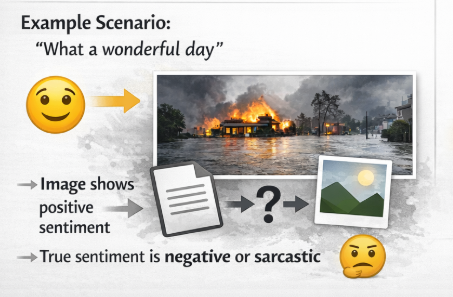 Example Scenario:
“What a wonderful day”
Image shows
positive
sentiment
?
True sentiment is negative or sarcastic